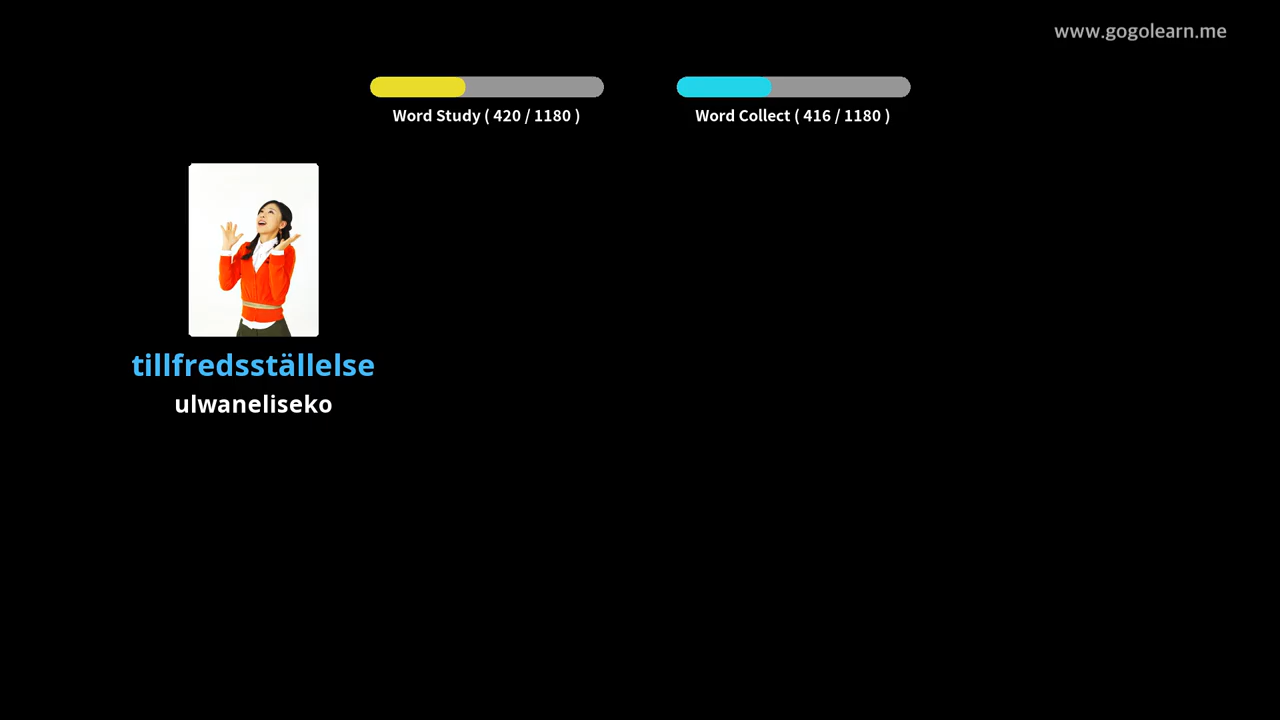 www.gogolearn.me
Word Study ( 420 / 1180 )
Word Collect ( 416 / 1180 )
tillfredsställelse
ulwaneliseko